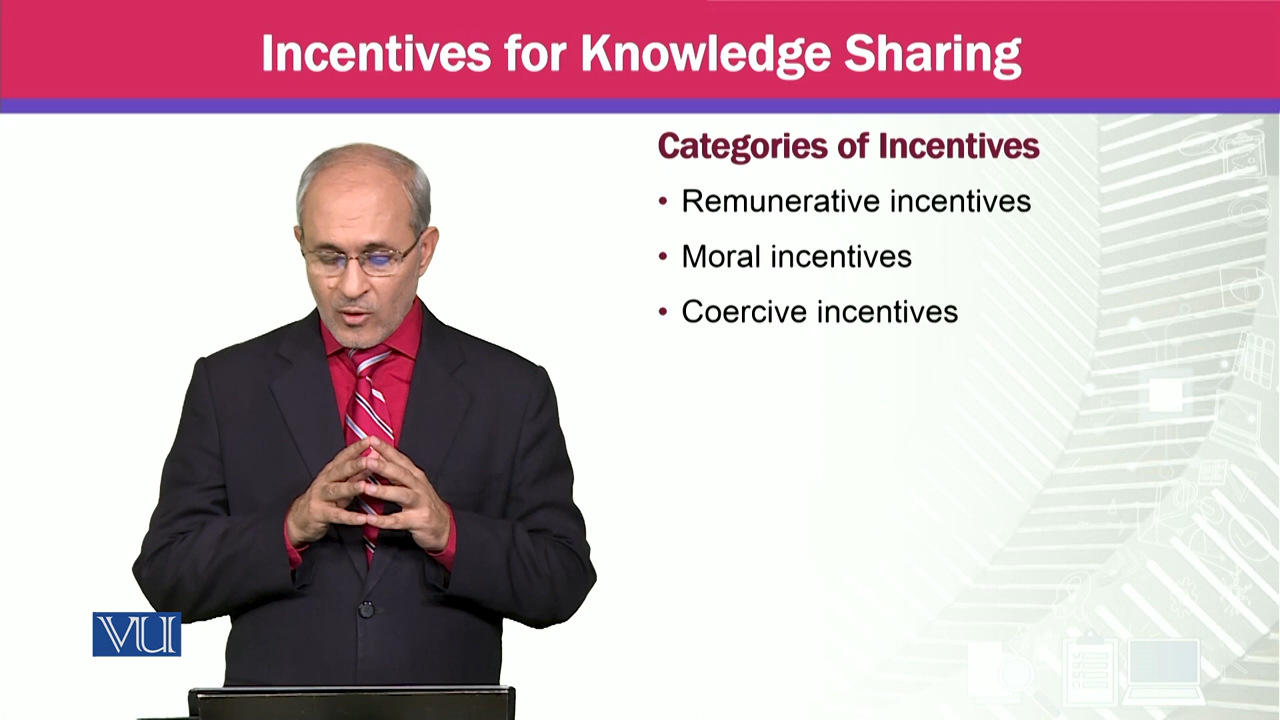 Incentives for Knowledge Sharing
Categories of Incentives
• Remunerative incentives
• Moral incentives
• Coercive incentives
VU